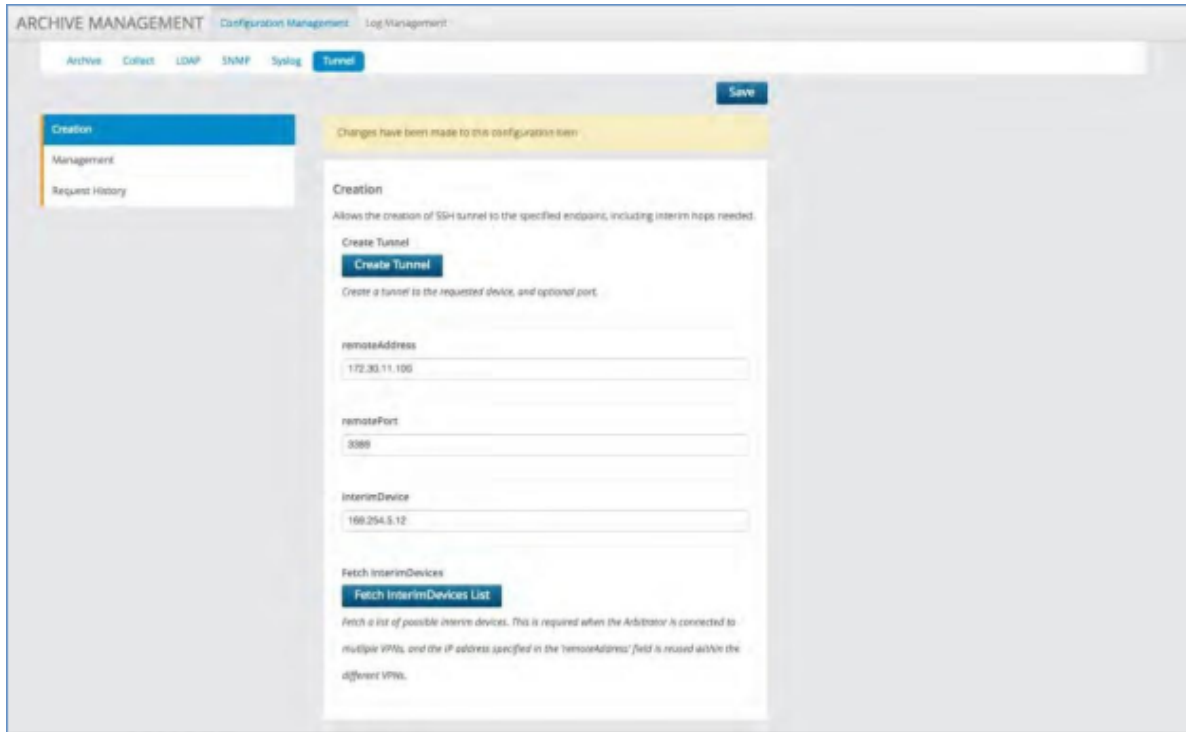 ARCHIVE MANAGEMENT Configuration Management Log Management
Archive Collect LDAP SNMP Syslog Tunnel
Save
Creation
Management
Request History
Changes have been made to this configuration item
Creation
Allows the creation of SSH tunnel to the specified endpoint, including interim hops needed.
Create Tunnel
Create Tunnel
Create a tunnel to the requested device, and optional port.
remoteAddress
172.30.11.106
remotePort
3389
InterimDevice
169.254.5.12
Fetch InterimDevices
Fetch InterimDevices List
Fetch a list of possible interim devices. This is required when the Arbitrator is connected to
multiple VPNs, and the IP address specified in the 'remoteAddress' field is reused within the
different VPNs.